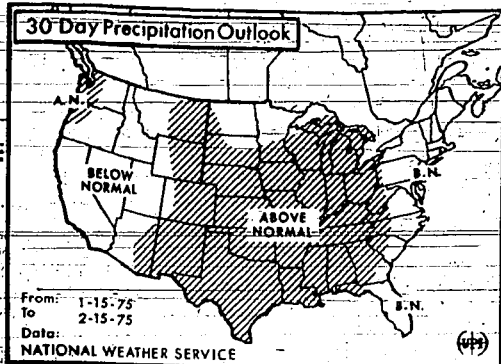 30 Day Precipitation Outlook
A.N.
BELOW
NORMAL
B.N.
ABOVE
NORMAL
B.N.
From: 1-15-75
To 2-15-75
Data:
NATIONAL WEATHER SERVICE
UPI